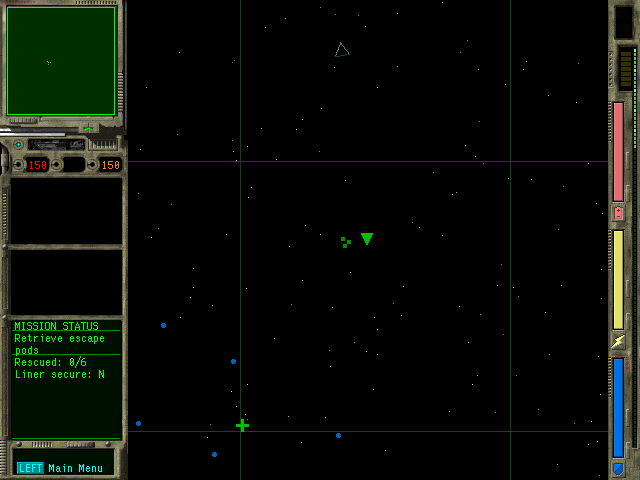 150 150
MISSION STATUS
Retrieve escape
pods
Rescued: 0/6
Liner secure: N
LEFT Main Menu